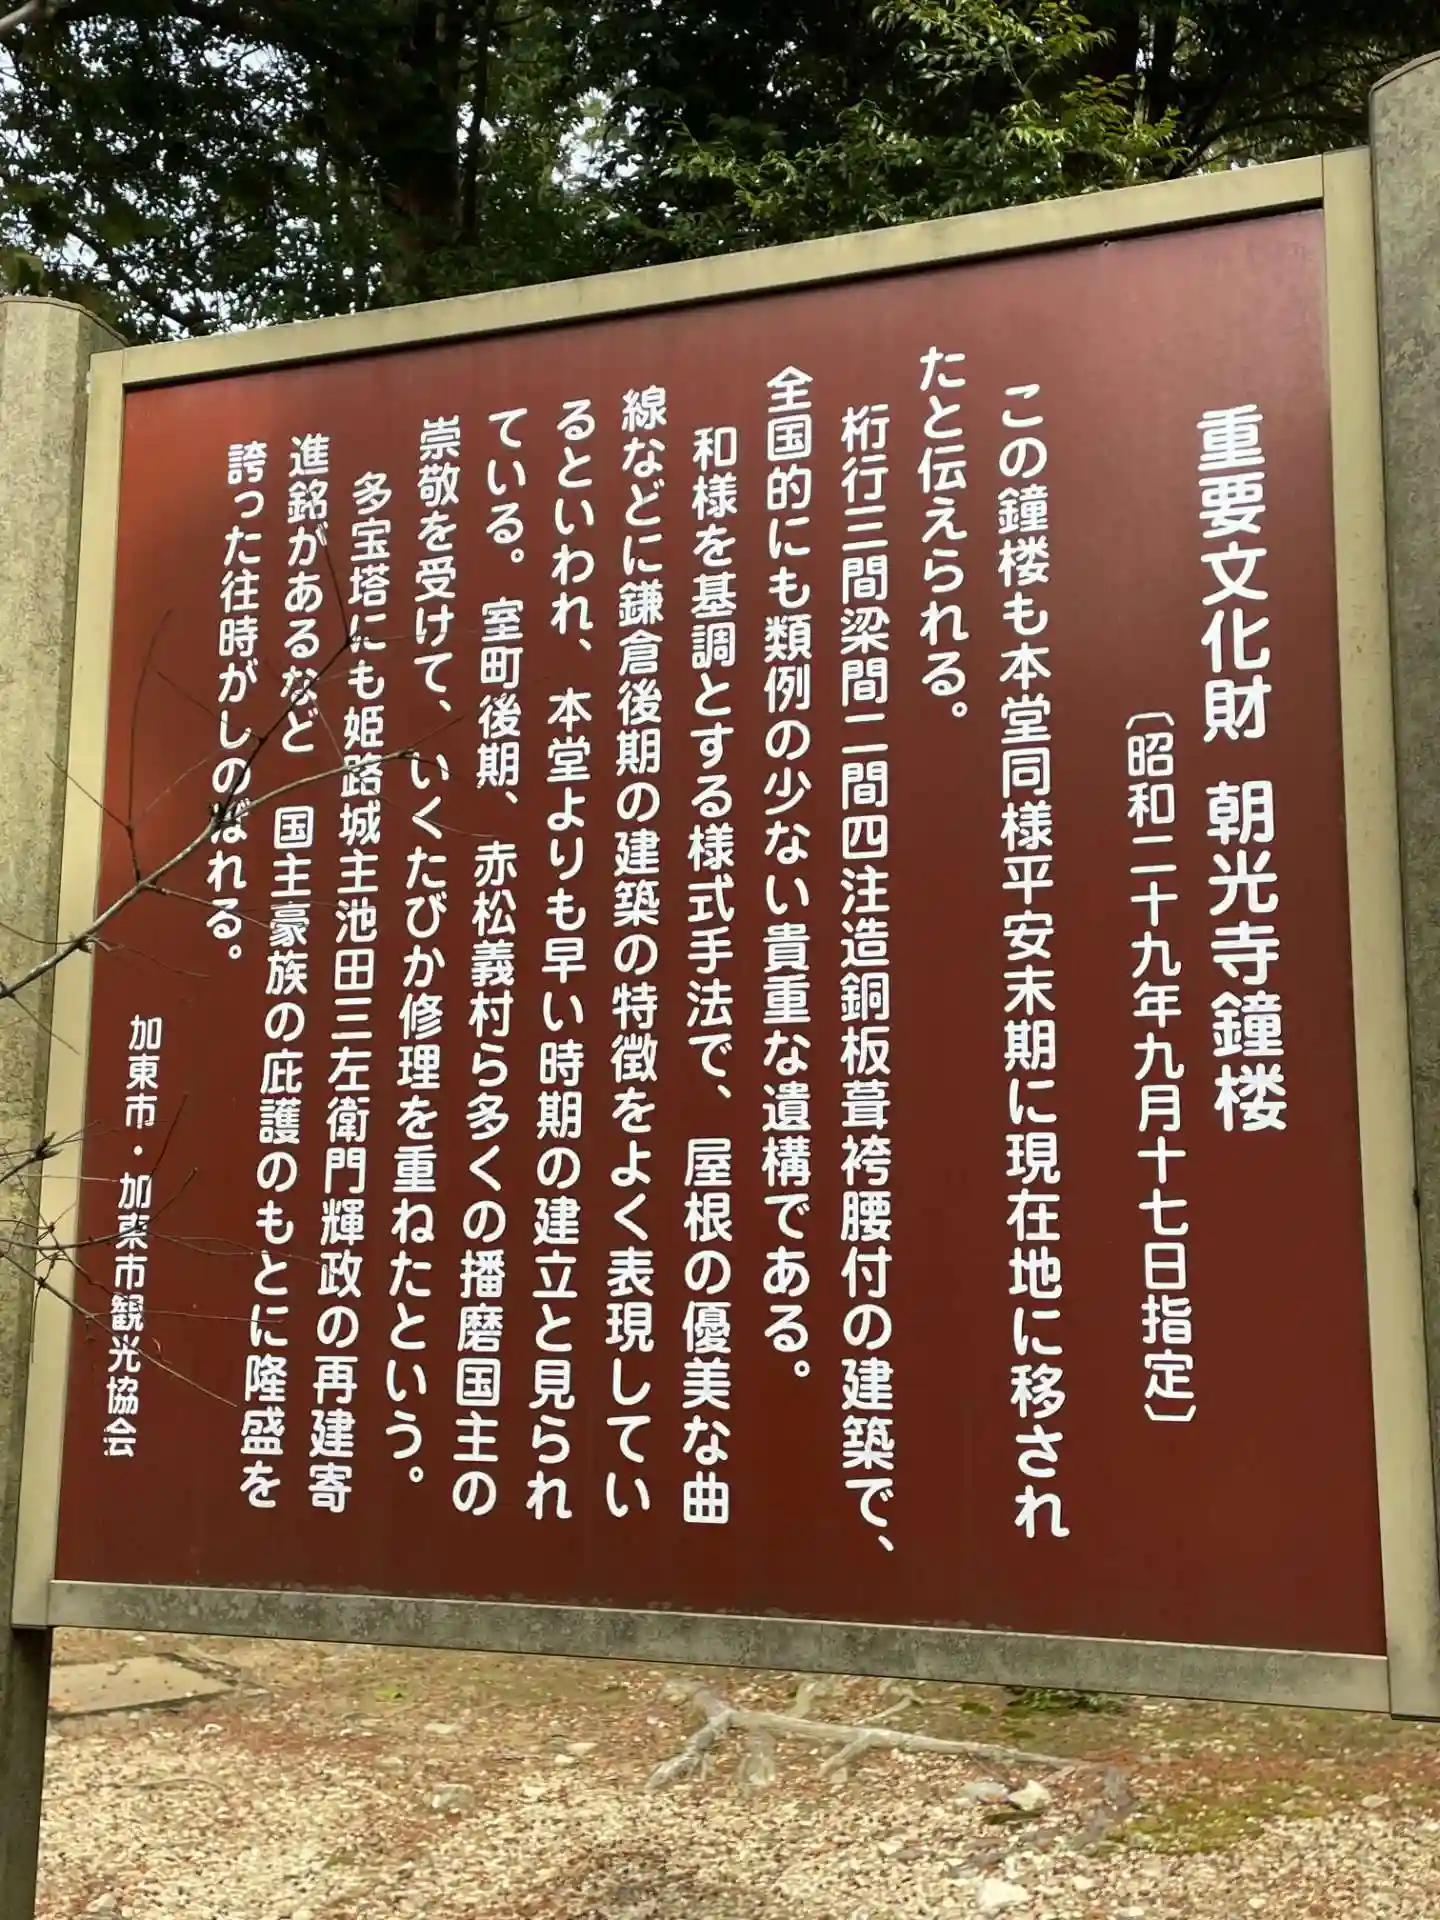 重要文化財 朝光寺鐘楼
〔昭和二十九年九月十七日指定〕
この鐘楼も本堂同様平安末期に現在地に移され
たと伝えられる。
桁行三間梁間二間四注造銅板葺袴腰付の建築で、
全国的にも類例の少ない貴重な遺構である。
和様を基調とする様式手法で、屋根の優美な曲
線などに鎌倉後期の建築の特徴をよく表現してい
るといわれ、本堂よりも早い時期の建立と見られ
ている。室町後期、赤松義村ら多くの播磨国主の
崇敬を受けて、いくたびか修理を重ねたという。
多宝塔にも姫路城主池田三左衛門輝政の再建寄
進銘があるなど 国主豪族の庇護のもとに隆盛を
誇った往時がしのばれる。
加東市・加東市観光協会